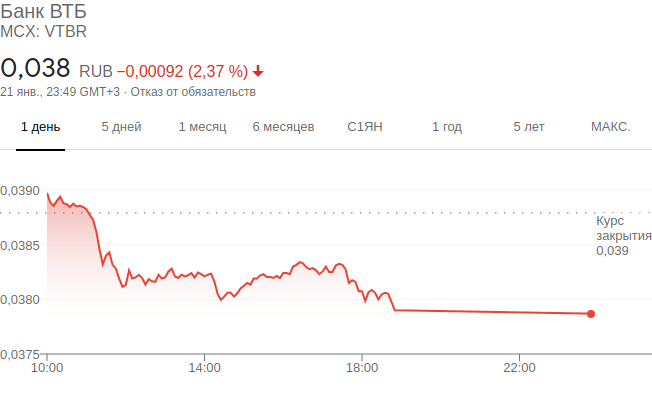 Банк ВТБ
MCX: VTBR
0,038 RUB −0,00092 (2,37 %) ↓
21 янв., 23:49 GMT+3 · Отказ от обязательств
1 день 5 дней 1 месяц 6 месяцев С1ЯН 1 год 5 лет МАКС.
0,0390
Курс
закрытия
0,039
0,0385
0,0380
0,0375
10:00 14:00 18:00 22:00